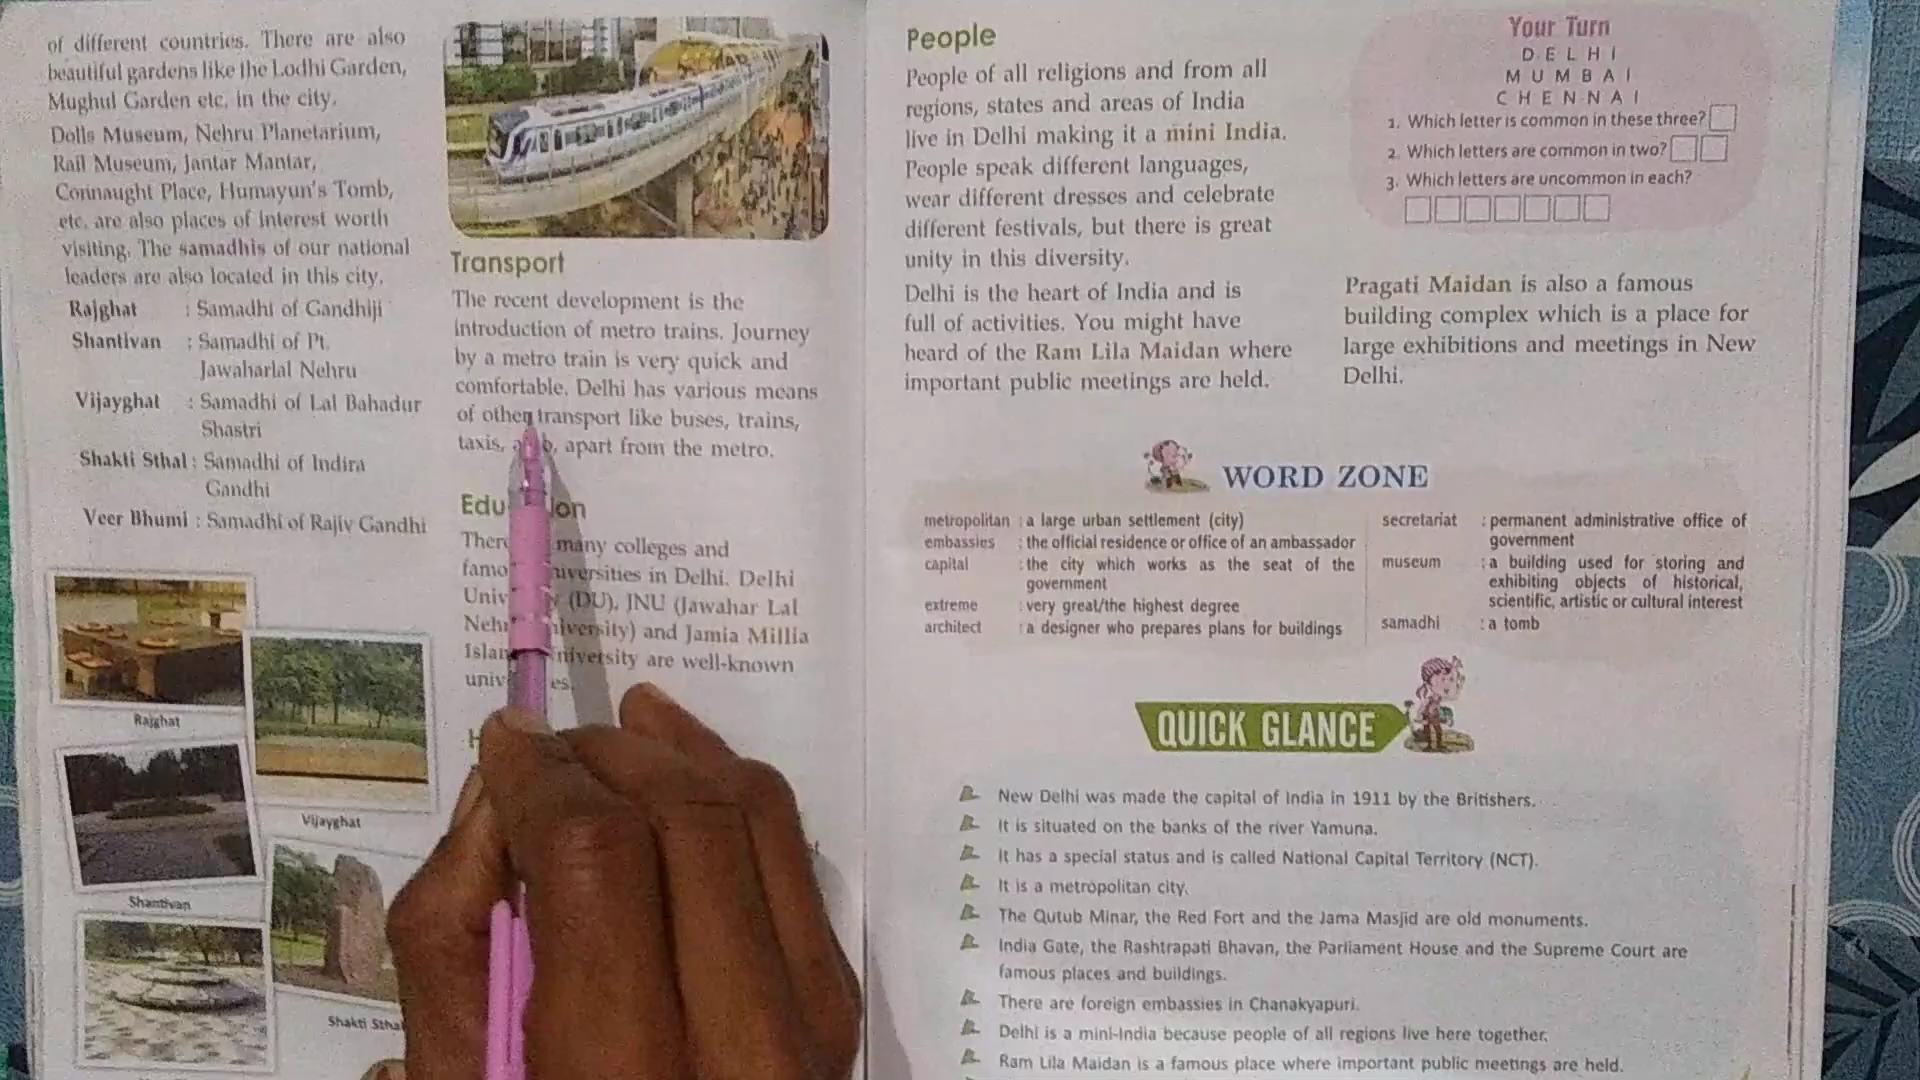 of different countries. There are also
beautiful gardens like the Lodhi Garden,
Mughul Garden etc. in the city.
Dolls Museum, Nehru Planetarium,
Rail Museum, Jantar Mantar,
Connaught Place, Humayun's Tomb,
etc. are also places of interest worth
visiting. The samadhis of our national
leaders are also located in this city.
Rajghat : Samadhi of Gandhiji
Shantivan : Samadhi of Pt.
Jawaharlal Nehru
Vijayghat : Samadhi of Lal Bahadur
Shastri
Shakti Sthal : Samadhi of Indira
Gandhi
Veer Bhumi : Samadhi of Rajiv Gandhi
Rajghat
Vijayghat
Shantivan
Shakti
Transport
The recent development is the
introduction of metro trains. Journey
by a metro train is very quick and
comfortable. Delhi has various means
of other transport like buses, trains,
taxis, apart from the metro.
many colleges and
in Delhi. Delhi
(DU), JNU (Jawahar Lal
and Jamia Millia
are well-known
People
People of all religions and from all
regions, states and areas of India
live in Delhi making it a mini India.
People speak different languages,
wear different dresses and celebrate
different festivals, but there is great
unity in this diversity.
Delhi is the heart of India and is
full of activities. You might have
heard of the Ram Lila Maidan where
important public meetings are held.
Your Turn
D E L H I
M U M B A I
C H E N N A I
1. Which letter is common in these three?
2. Which letters are common in two?
3. Which letters are uncommon in each?
Pragati Maidan is also a famous
building complex which is a place for
large exhibitions and meetings in New
Delhi.
WORD ZONE
metropolitan : a large urban settlement (city)
embassies : the official residence or office of an ambassador
capital : the city which works as the seat of the
government
extreme : very great/the highest degree
architect : a designer who prepares plans for buildings
secretariat : permanent administrative office of
government
museum : a building used for storing and
exhibiting objects of historical,
scientific, artistic or cultural interest
samadhi : a tomb
QUICK GLANCE
New Delhi was made the capital of India in 1911 by the Britishers.
It is situated on the banks of the river Yamuna.
It has a special status and is called National Capital Territory (NCT).
It is a metropolitan city.
The Qutub Minar, the Red Fort and the Jama Masjid are old monuments.
India Gate, the Rashtrapati Bhavan, the Parliament House and the Supreme Court are
famous places and buildings.
There are foreign embassies in Chanakyapuri.
Delhi is a mini-India because people of all regions live here together.
Ram Lila Maidan is a famous place where important public meetings are held.